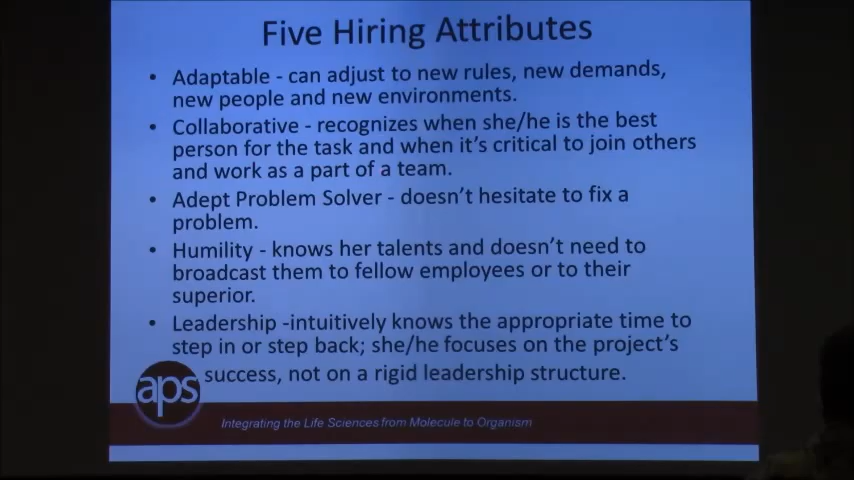 Five Hiring Attributes
• Adaptable - can adjust to new rules, new demands,
new people and new environments.
• Collaborative - recognizes when she/he is the best
person for the task and when it's critical to join others
and work as a part of a team.
• Adept Problem Solver - doesn't hesitate to fix a
problem.
• Humility - knows her talents and doesn't need to
broadcast them to fellow employees or to their
superior.
• Leadership -intuitively knows the appropriate time to
step in or step back; she/he focuses on the project's
success, not on a rigid leadership structure.
aps
Integrating the Life Sciences from Molecule to Organism